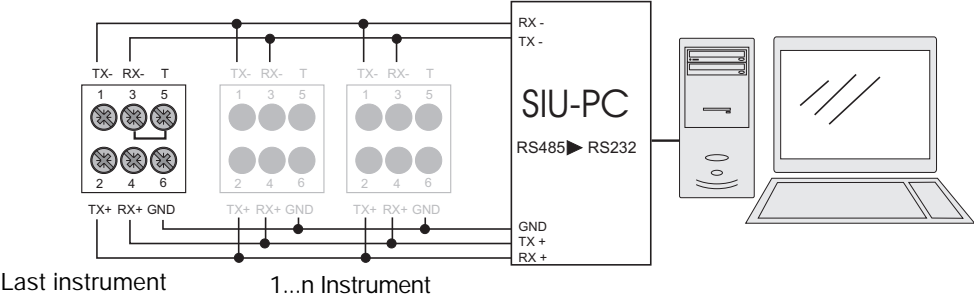 RX -
TX -
TX- RX- T
TX- RX- T
TX- RX- T
1 3 5
1 3 5
1 3 5
SIU-PC
RS485▶ RS232
2 4 6
2 4 6
2 4 6
TX+ RX+ GND
TX+ RX+ GND
TX+ RX+ GND
GND
TX +
RX +
Last instrument
1...n Instrument